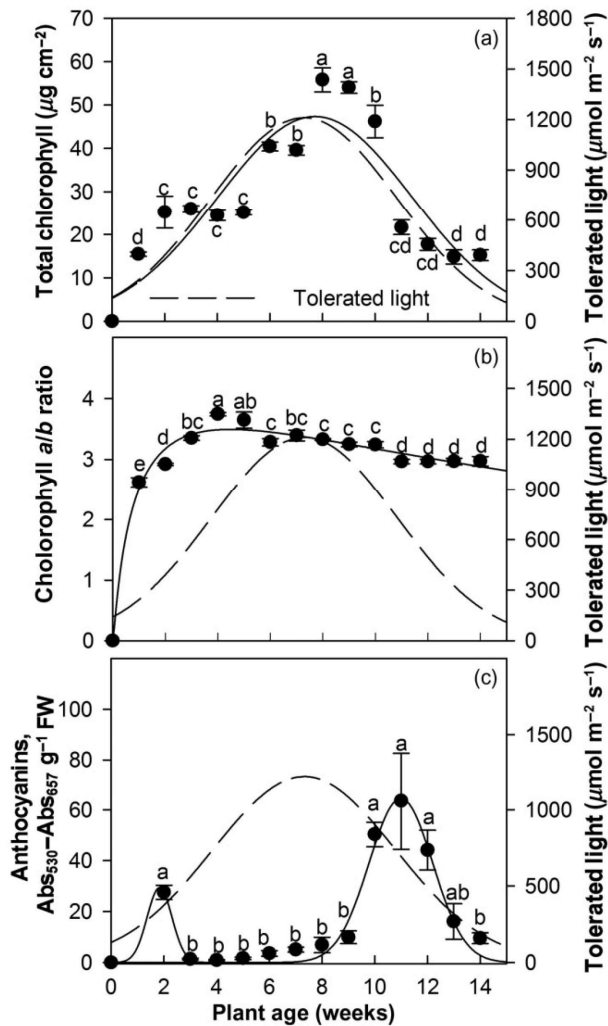 (a)
Total chlorophyll (μg cm⁻²)
70
60
50
40
30
20
10
0
d
c
c
c
c
b
b
a
a
b
cd
cd
d
d
Tolerated light
1800
1500
1200
900
600
300
0
Tolerated light (μmol m⁻² s⁻¹)
(b)
Cholorophyll a/b ratio
4
3
2
1
0
e
d
bc
a
ab
c
bc
c
c
c
d
d
d
d
1500
1200
900
600
300
0
Tolerated light (μmol m⁻² s⁻¹)
(c)
Anthocyanins,
Abs₅₃₀–Abs₆₅₇ g⁻¹ FW
100
80
60
40
20
0
a
b
b
b
b
b
b
b
a
a
a
ab
b
1500
1000
500
0
Tolerated light (μmol m⁻² s⁻¹)
0 2 4 6 8 10 12 14
Plant age (weeks)